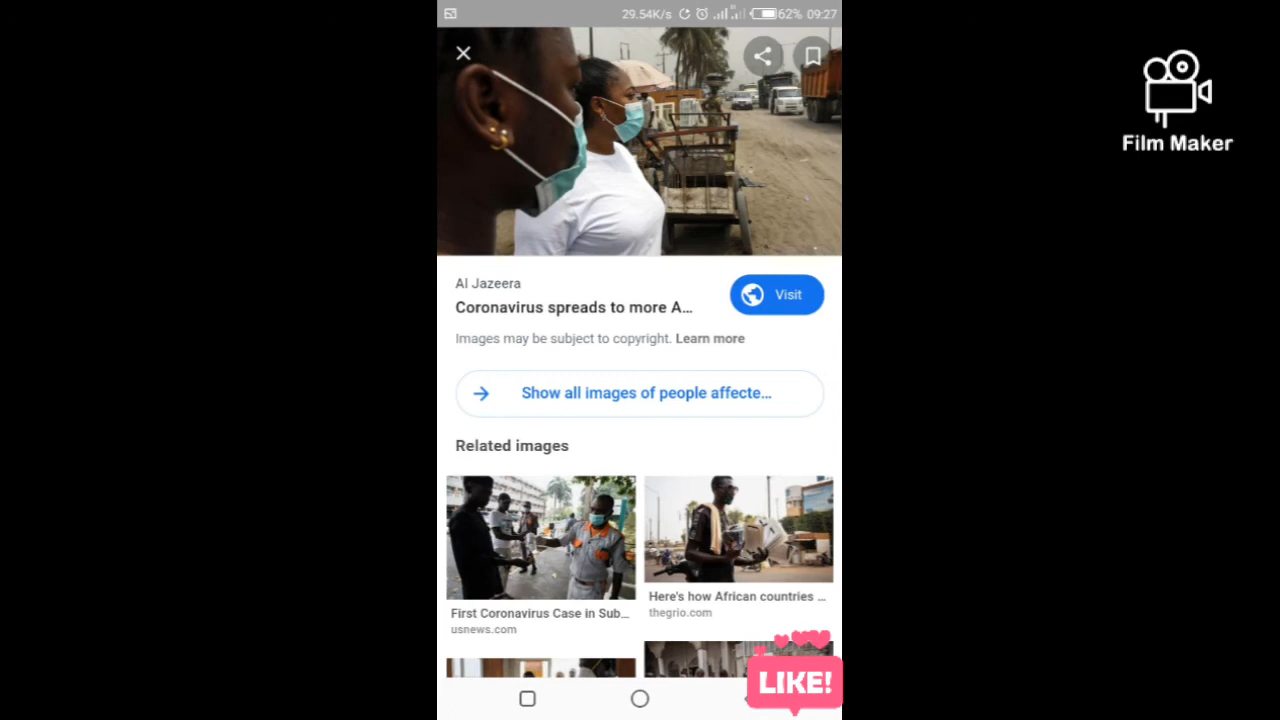 29.54K/s 62% 09:27
Film Maker
Al Jazeera
Coronavirus spreads to more A...
Visit
Images may be subject to copyright. Learn more
Show all images of people affecte...
Related images
First Coronavirus Case in Sub...
usnews.com
Here's how African countries ...
thegrio.com
LIKE!